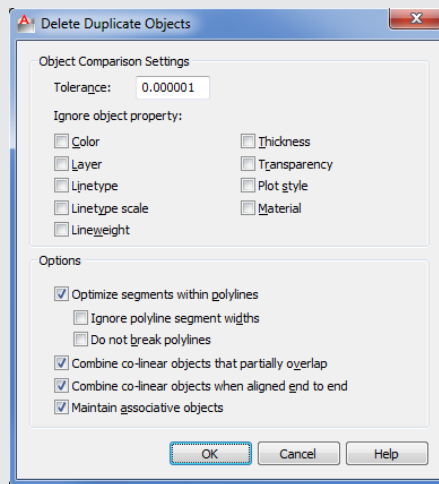 Delete Duplicate Objects
Object Comparison Settings
Tolerance: 0.000001
Ignore object property:
Color
Thickness
Layer
Transparency
Linetype
Plot style
Linetype scale
Material
Lineweight
Options
Optimize segments within polylines
Ignore polyline segment widths
Do not break polylines
Combine co-linear objects that partially overlap
Combine co-linear objects when aligned end to end
Maintain associative objects
OK Cancel Help